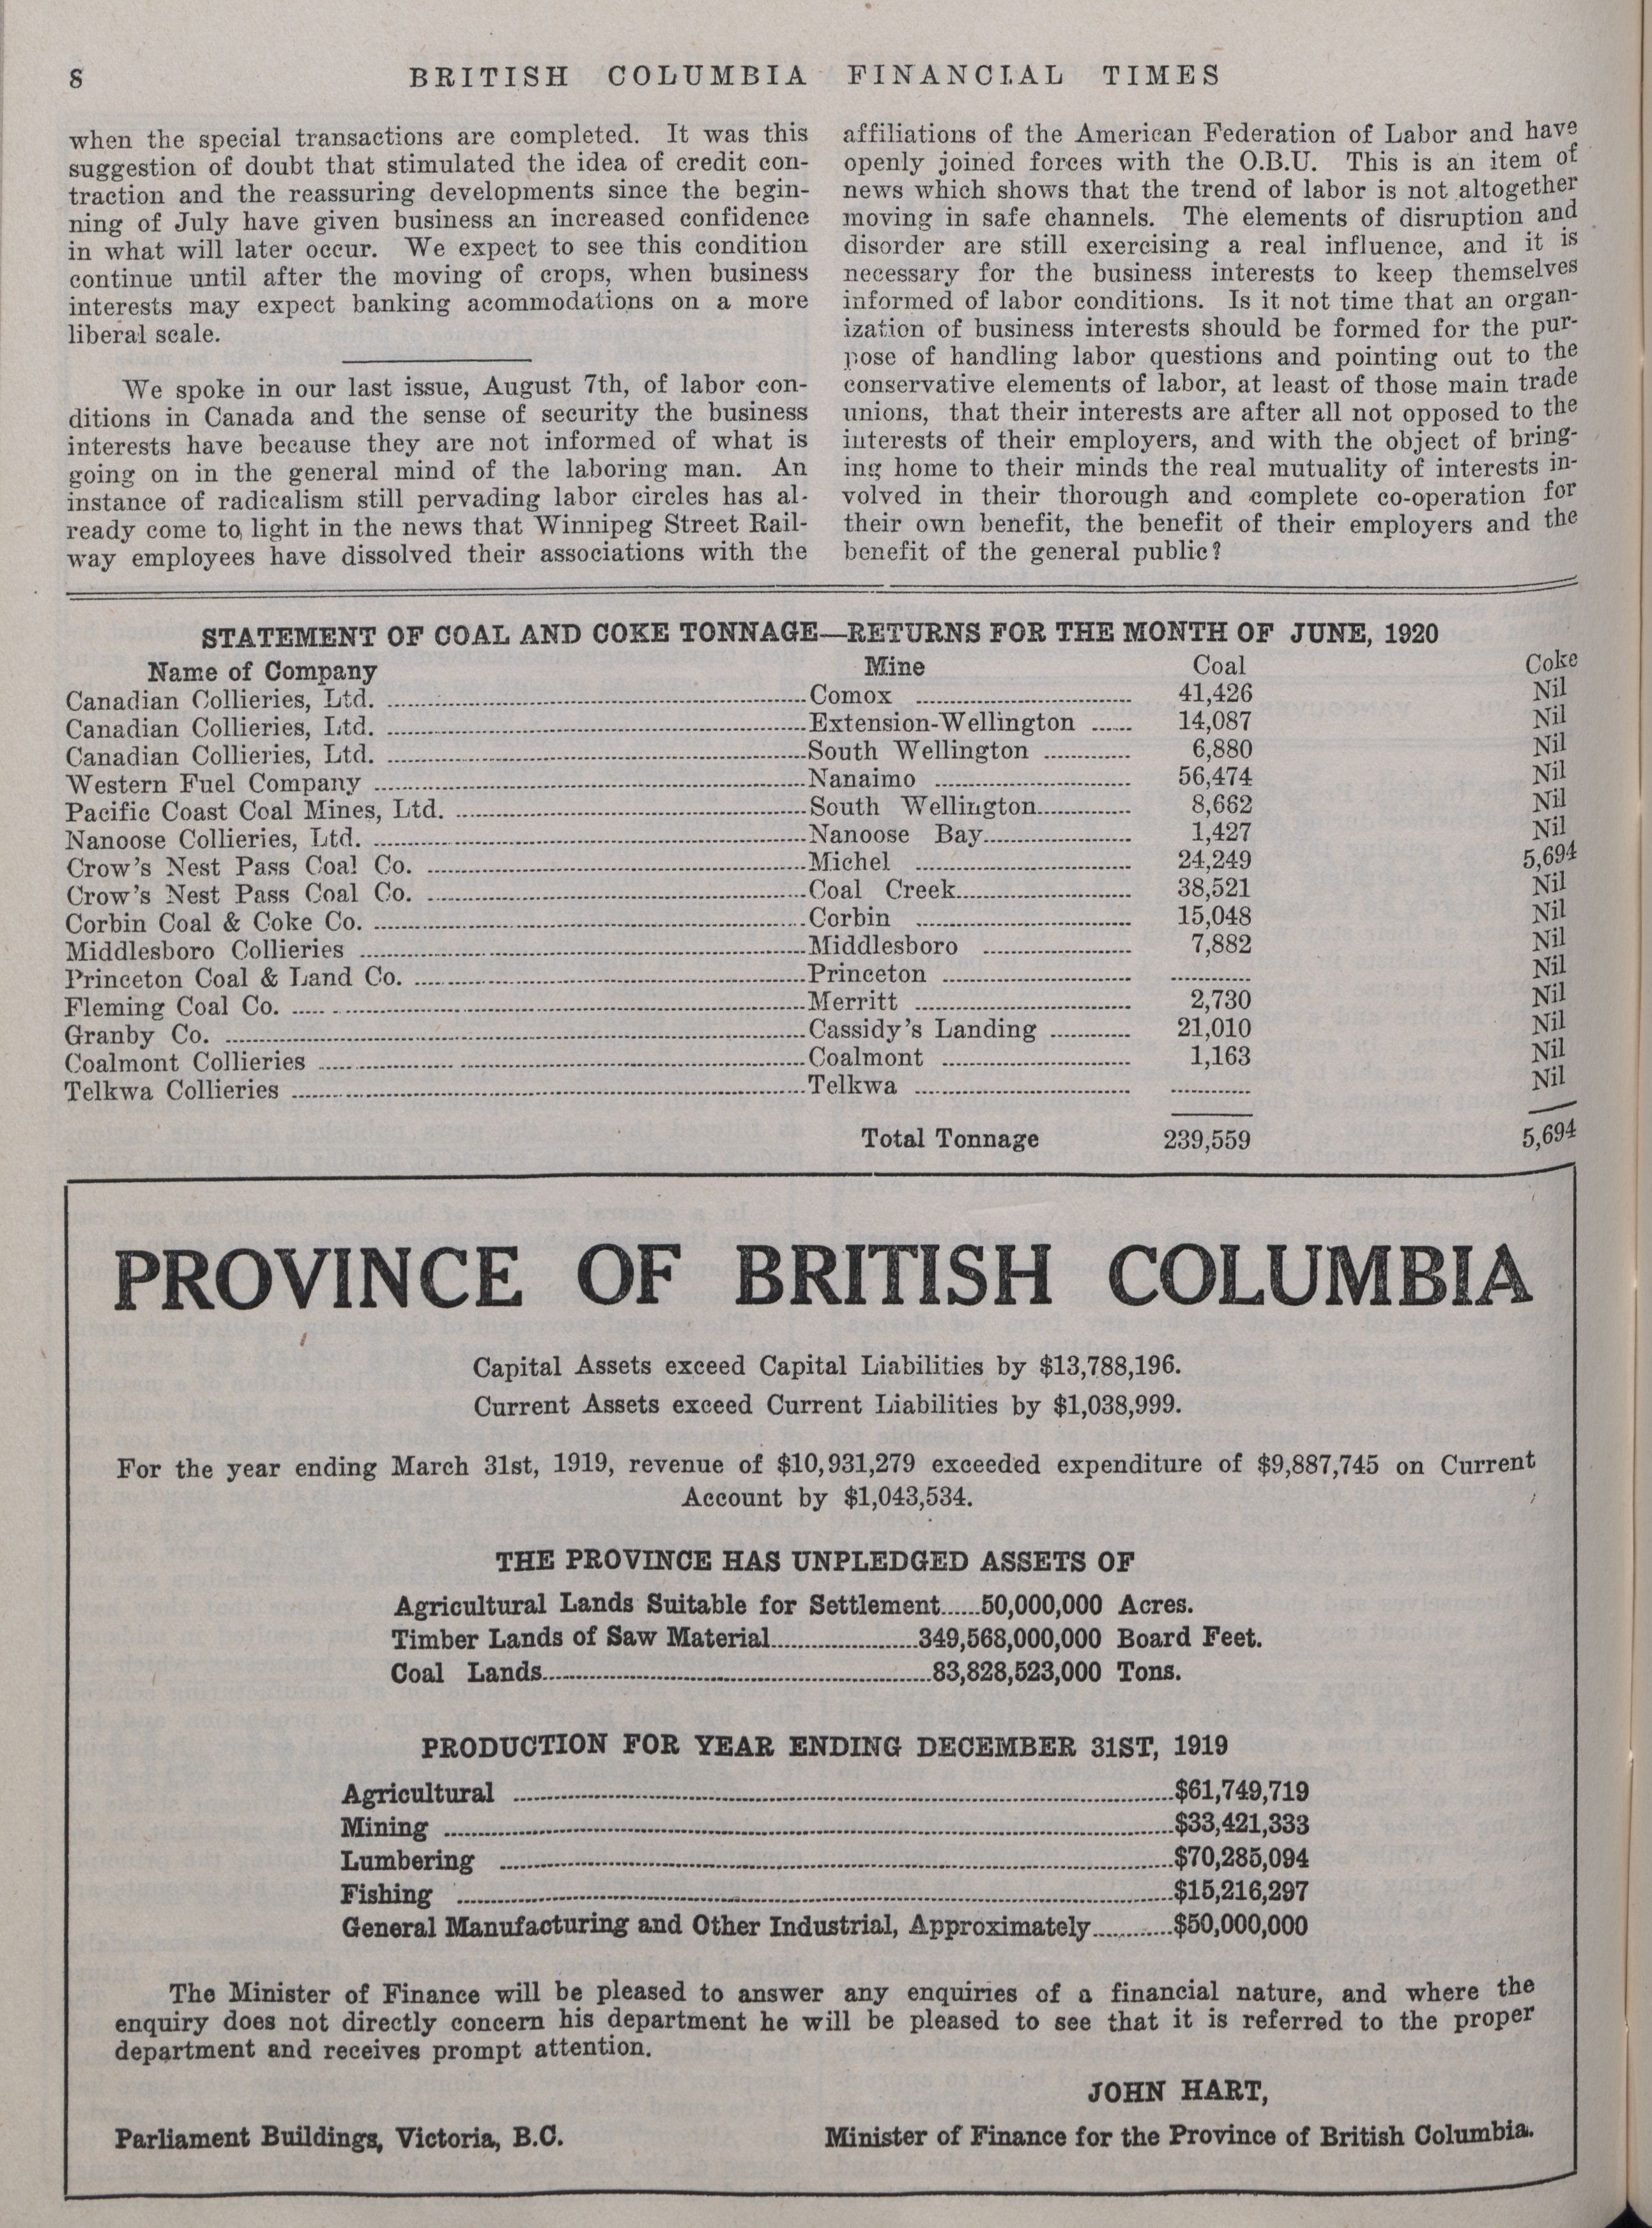 8 BRITISH COLUMBIA FINANCIAL TIMES
when the special transactions are completed. It was this
suggestion of doubt that stimulated the idea of credit con-
traction and the reassuring developments since the begin-
ning of July have given business an increased confidence
in what will later occur. We expect to see this condition
continue until after the moving of crops, when business
interests may expect banking acommodations on a more
liberal scale.
We spoke in our last issue, August 7th, of labor con-
ditions in Canada and the sense of security the business
interests have because they are not informed of what is
going on in the general mind of the laboring man. An
instance of radicalism still pervading labor circles has al-
ready come to light in the news that Winnipeg Street Rail-
way employees have dissolved their associations with the
affiliations of the American Federation of Labor and have
openly joined forces with the O.B.U. This is an item of
news which shows that the trend of labor is not altogether
moving in safe channels. The elements of disruption and
disorder are still exercising a real influence, and it is
necessary for the business interests to keep themselves
informed of labor conditions. Is it not time that an organ-
ization of business interests should be formed for the pur-
pose of handling labor questions and pointing out to the
conservative elements of labor, at least of those main trade
unions, that their interests are after all not opposed to the
interests of their employers, and with the object of bring-
ing home to their minds the real mutuality of interests in-
volved in their thorough and complete co-operation for
their own benefit, the benefit of their employers and the
benefit of the general public?
STATEMENT OF COAL AND COKE TONNAGE—RETURNS FOR THE MONTH OF JUNE, 1920
Name of Company Mine Coal Coke
Canadian Collieries, Ltd. Comox 41,426 Nil
Canadian Collieries, Ltd. Extension-Wellington 14,087 Nil
Canadian Collieries, Ltd. South Wellington 6,880 Nil
Western Fuel Company Nanaimo 56,474 Nil
Pacific Coast Coal Mines, Ltd. South Wellington 8,662 Nil
Nanoose Collieries, Ltd. Nanoose Bay 1,427 Nil
Crow's Nest Pass Coal Co. Michel 24,249 5,694
Crow's Nest Pass Coal Co. Coal Creek 38,521 Nil
Corbin Coal & Coke Co. Corbin 15,048 Nil
Middlesboro Collieries Middlesboro 7,882 Nil
Princeton Coal & Land Co. Princeton Nil
Fleming Coal Co. Merritt 2,730 Nil
Granby Co. Cassidy's Landing 21,010 Nil
Coalmont Collieries Coalmont 1,163 Nil
Telkwa Collieries Telkwa Nil
Total Tonnage 239,559 5,694
PROVINCE OF BRITISH COLUMBIA
Capital Assets exceed Capital Liabilities by $13,788,196.
Current Assets exceed Current Liabilities by $1,038,999.
For the year ending March 31st, 1919, revenue of $10,931,279 exceeded expenditure of $9,887,745 on Current
Account by $1,043,534.
THE PROVINCE HAS UNPLEDGED ASSETS OF
Agricultural Lands Suitable for Settlement......50,000,000 Acres.
Timber Lands of Saw Material......349,568,000,000 Board Feet.
Coal Lands......83,828,523,000 Tons.
PRODUCTION FOR YEAR ENDING DECEMBER 31ST, 1919
Agricultural ......$61,749,719
Mining ......$33,421,333
Lumbering ......$70,285,094
Fishing ......$15,216,297
General Manufacturing and Other Industrial, Approximately......$50,000,000
The Minister of Finance will be pleased to answer any enquiries of a financial nature, and where the
enquiry does not directly concern his department he will be pleased to see that it is referred to the proper
department and receives prompt attention.
JOHN HART,
Parliament Buildings, Victoria, B.C. Minister of Finance for the Province of British Columbia.